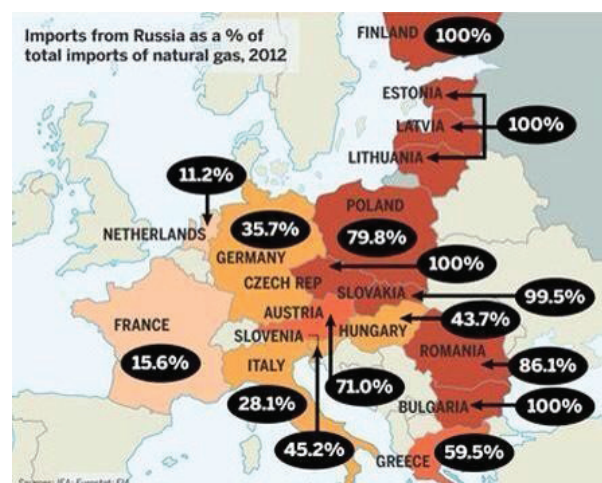 Imports from Russia as a % of
total imports of natural gas, 2012
FINLAND 100%
ESTONIA
LATVIA 100%
LITHUANIA
11.2%
POLAND
NETHERLANDS 35.7% 79.8%
GERMANY 100%
CZECH REP
SLOVAKIA 99.5%
AUSTRIA 43.7%
FRANCE HUNGARY
SLOVENIA
ROMANIA
15.6% ITALY 86.1%
71.0%
28.1% BULGARIA 100%
45.2% 59.5%
GREECE